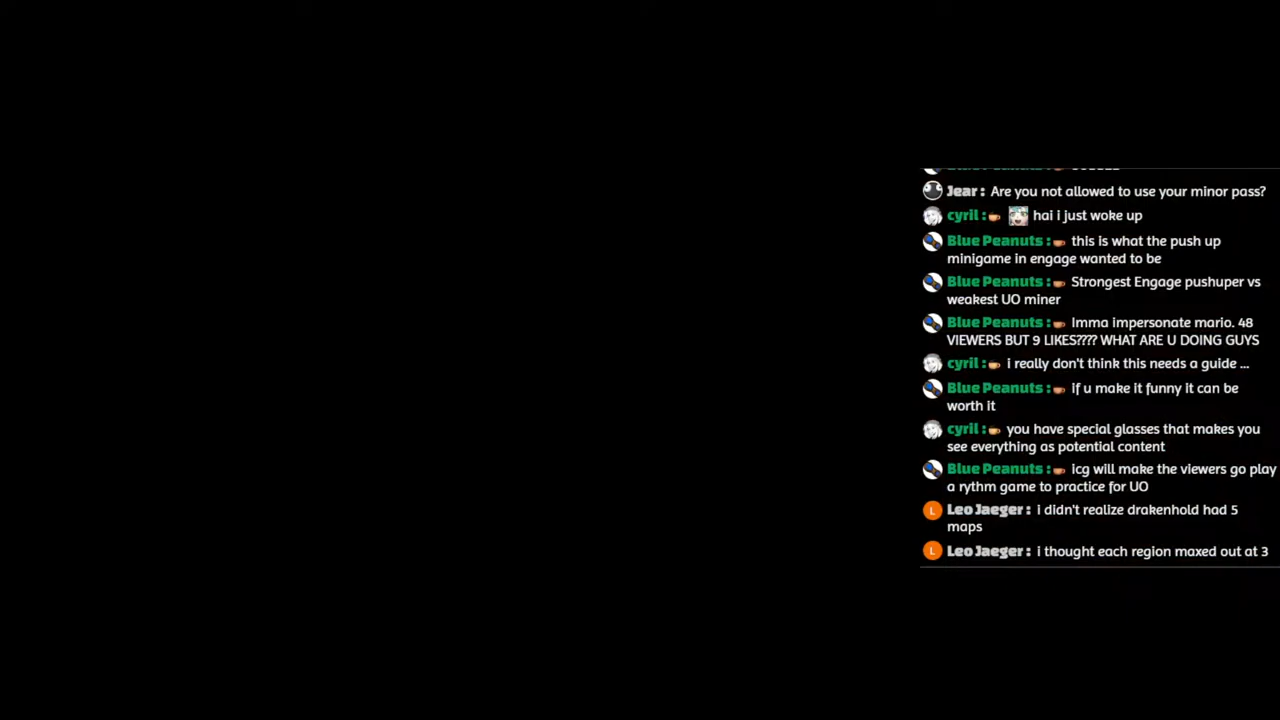 Jear : Are you not allowed to use your minor pass?
cyril : hai i just woke up
Blue Peanuts : this is what the push up
minigame in engage wanted to be
Blue Peanuts : Strongest Engage pushuper vs
weakest UO miner
Blue Peanuts : Imma impersonate mario. 48
VIEWERS BUT 9 LIKES???? WHAT ARE U DOING GUYS
cyril : i really don't think this needs a guide ...
Blue Peanuts : if u make it funny it can be
worth it
cyril : you have special glasses that makes you
see everything as potential content
Blue Peanuts : icg will make the viewers go play
a rythm game to practice for UO
L Leo Jaeger : i didn't realize drakenhold had 5
maps
L Leo Jaeger : i thought each region maxed out at 3